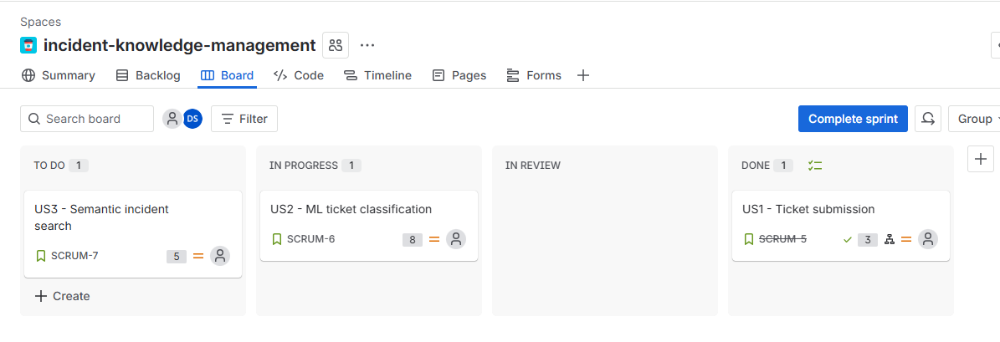 Spaces
incident-knowledge-management
Summary
Backlog
Board
Code
Timeline
Pages
Forms
Search board
DS
Filter
Complete sprint
Group
TO DO 1
IN PROGRESS 1
IN REVIEW
DONE 1
US3 - Semantic incident
search
SCRUM-7
5
Create
US2 - ML ticket classification
SCRUM-6
8
US1 - Ticket submission
SCRUM-5
3